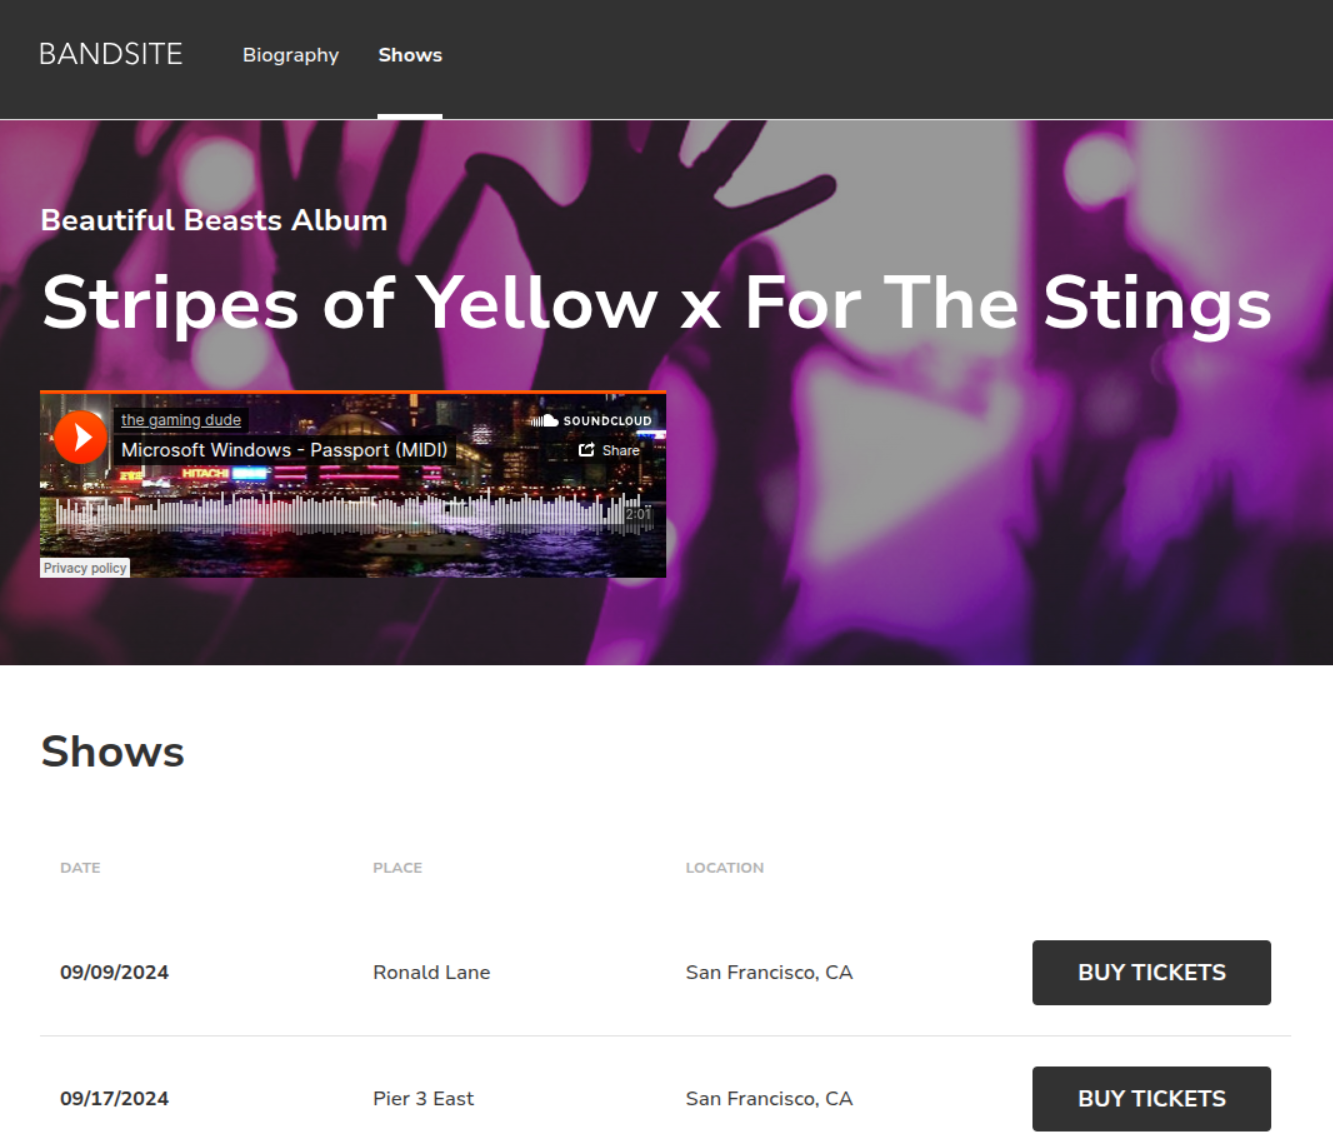 BANDSITE Biography Shows
Beautiful Beasts Album
Stripes of Yellow x For The Stings
the gaming dude
SOUNDCLOUD
Microsoft Windows - Passport (MIDI)
Share
HITACHI
2:01
Privacy policy
Shows
DATE PLACE LOCATION
09/09/2024 Ronald Lane San Francisco, CA BUY TICKETS
09/17/2024 Pier 3 East San Francisco, CA BUY TICKETS